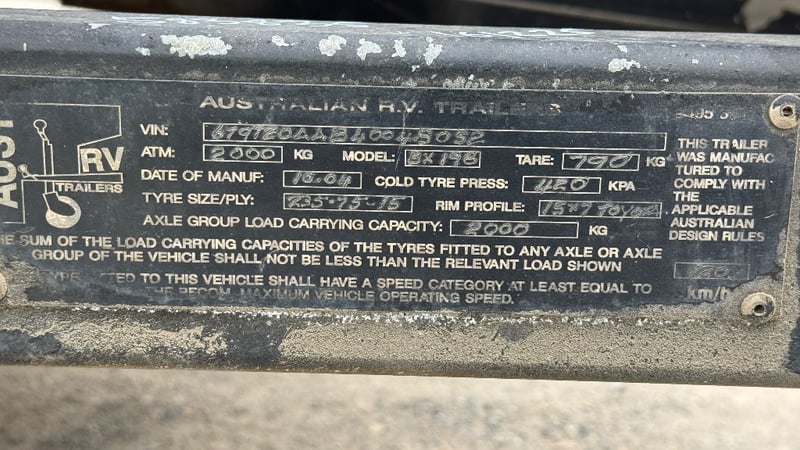 AUSTRALIAN R.V. TRAILERS
AUST
RV
TRAILERS
VIN:
ATM: 2000 KG MODEL: BX19B TARE: 790 KG
DATE OF MANUF: 10.04 COLD TYRE PRESS: 420 KPA
TYRE SIZE/PLY: 235-75-15 RIM PROFILE: 15×7
AXLE GROUP LOAD CARRYING CAPACITY: 2000 KG
THE SUM OF THE LOAD CARRYING CAPACITIES OF THE TYRES FITTED TO ANY AXLE OR AXLE
GROUP OF THE VEHICLE SHALL NOT BE LESS THAN THE RELEVANT LOAD SHOWN
TYRES FITTED TO THIS VEHICLE SHALL HAVE A SPEED CATEGORY AT LEAST EQUAL TO
THE RECOM. MAXIMUM VEHICLE OPERATING SPEED.
THIS TRAILER
WAS MANUFAC
TURED TO
COMPLY WITH
THE
APPLICABLE
AUSTRALIAN
DESIGN RULES
km/h